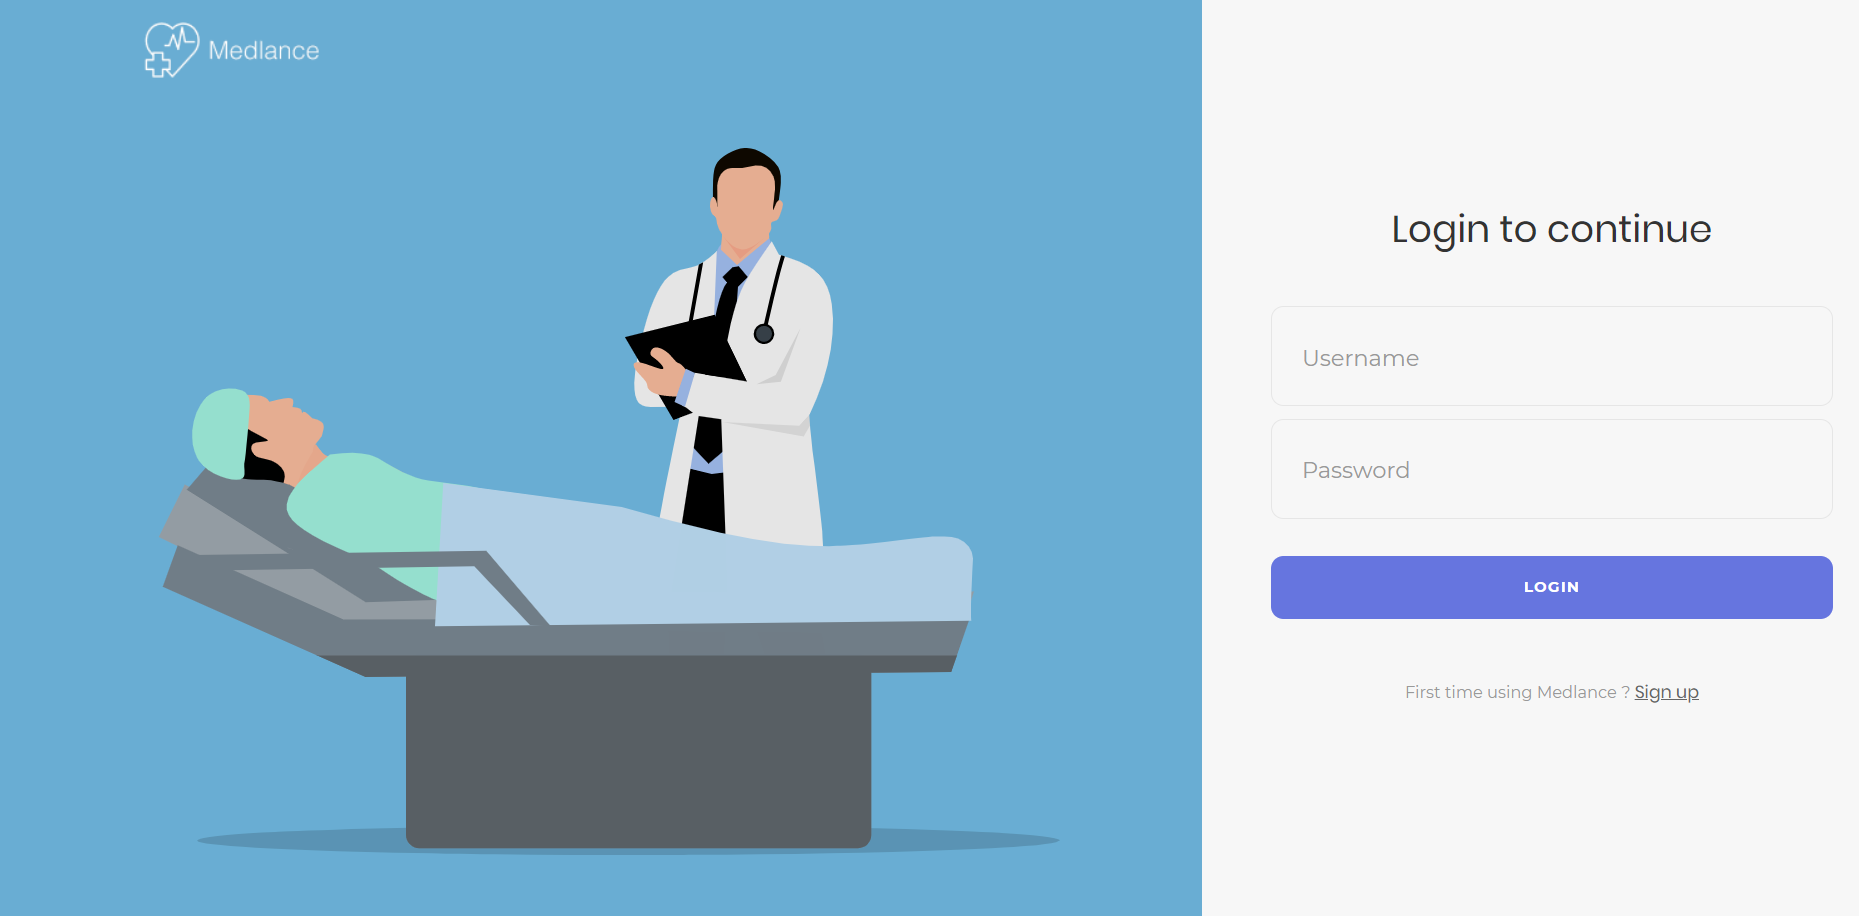 Medlance
Login to continue
Username
Password
LOGIN
First time using Medlance ? Sign up